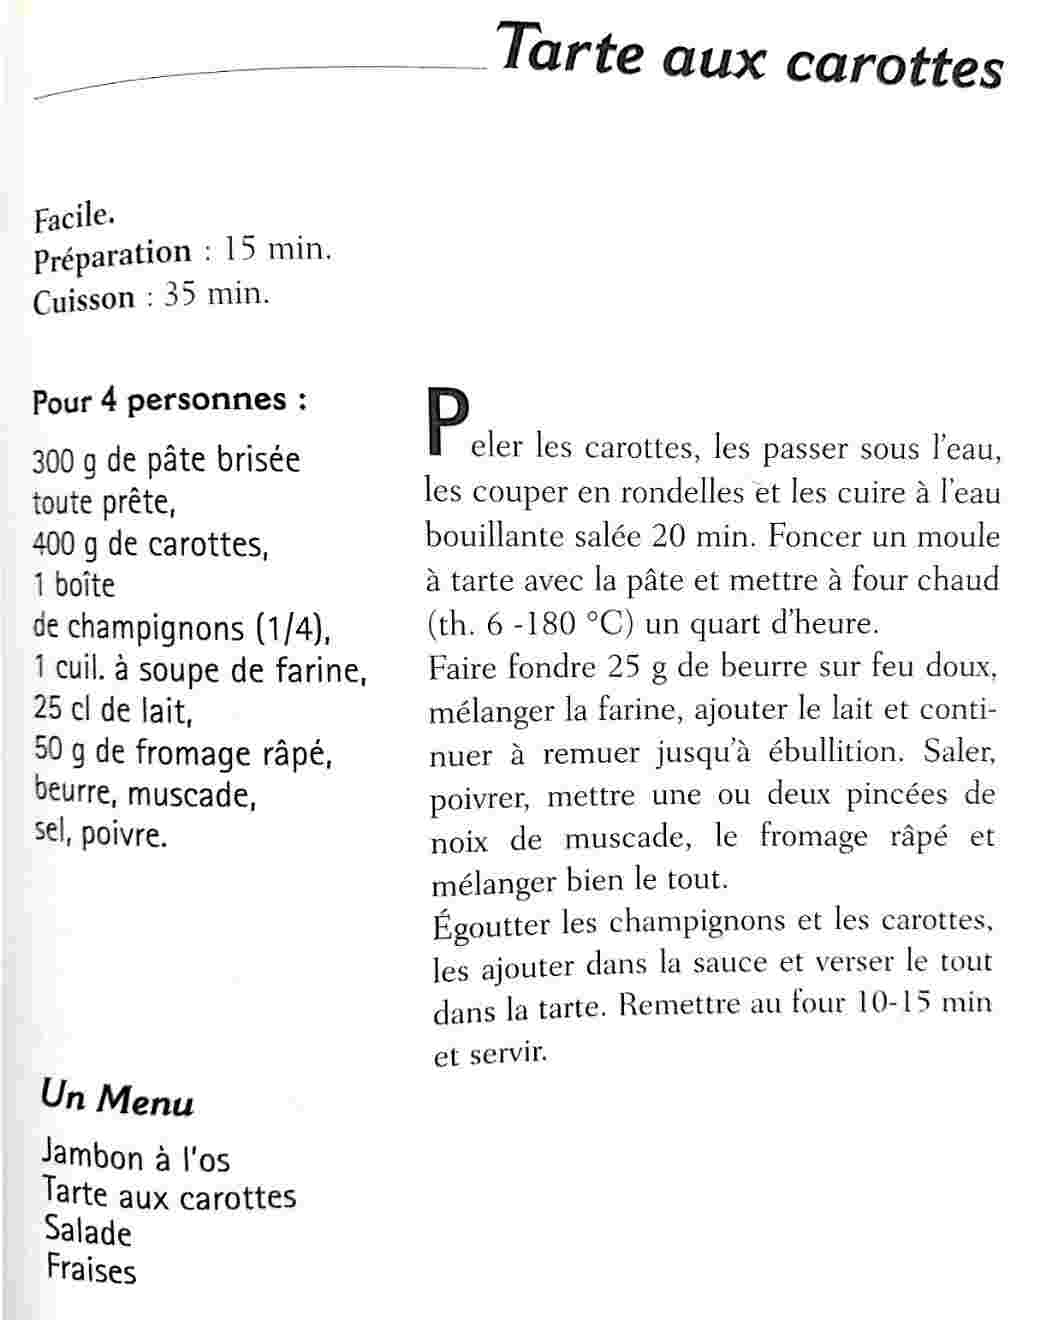 Tarte aux carottes
Facile.
Préparation : 15 min.
Cuisson : 35 min.
Pour 4 personnes :
300 g de pâte brisée
toute prête,
400 g de carottes,
1 boîte
de champignons (1/4),
1 cuil. à soupe de farine,
25 cl de lait,
50 g de fromage râpé,
beurre, muscade,
sel, poivre.
Peler les carottes, les passer sous l'eau,
les couper en rondelles et les cuire à l'eau
bouillante salée 20 min. Foncer un moule
à tarte avec la pâte et mettre à four chaud
(th. 6 -180 °C) un quart d'heure.
Faire fondre 25 g de beurre sur feu doux,
mélanger la farine, ajouter le lait et conti-
nuer à remuer jusqu'à ébullition. Saler,
poivrer, mettre une ou deux pincées de
noix de muscade, le fromage râpé et
mélanger bien le tout.
Égoutter les champignons et les carottes,
les ajouter dans la sauce et verser le tout
dans la tarte. Remettre au four 10-15 min
et servir.
Un Menu
Jambon à l'os
Tarte aux carottes
Salade
Fraises